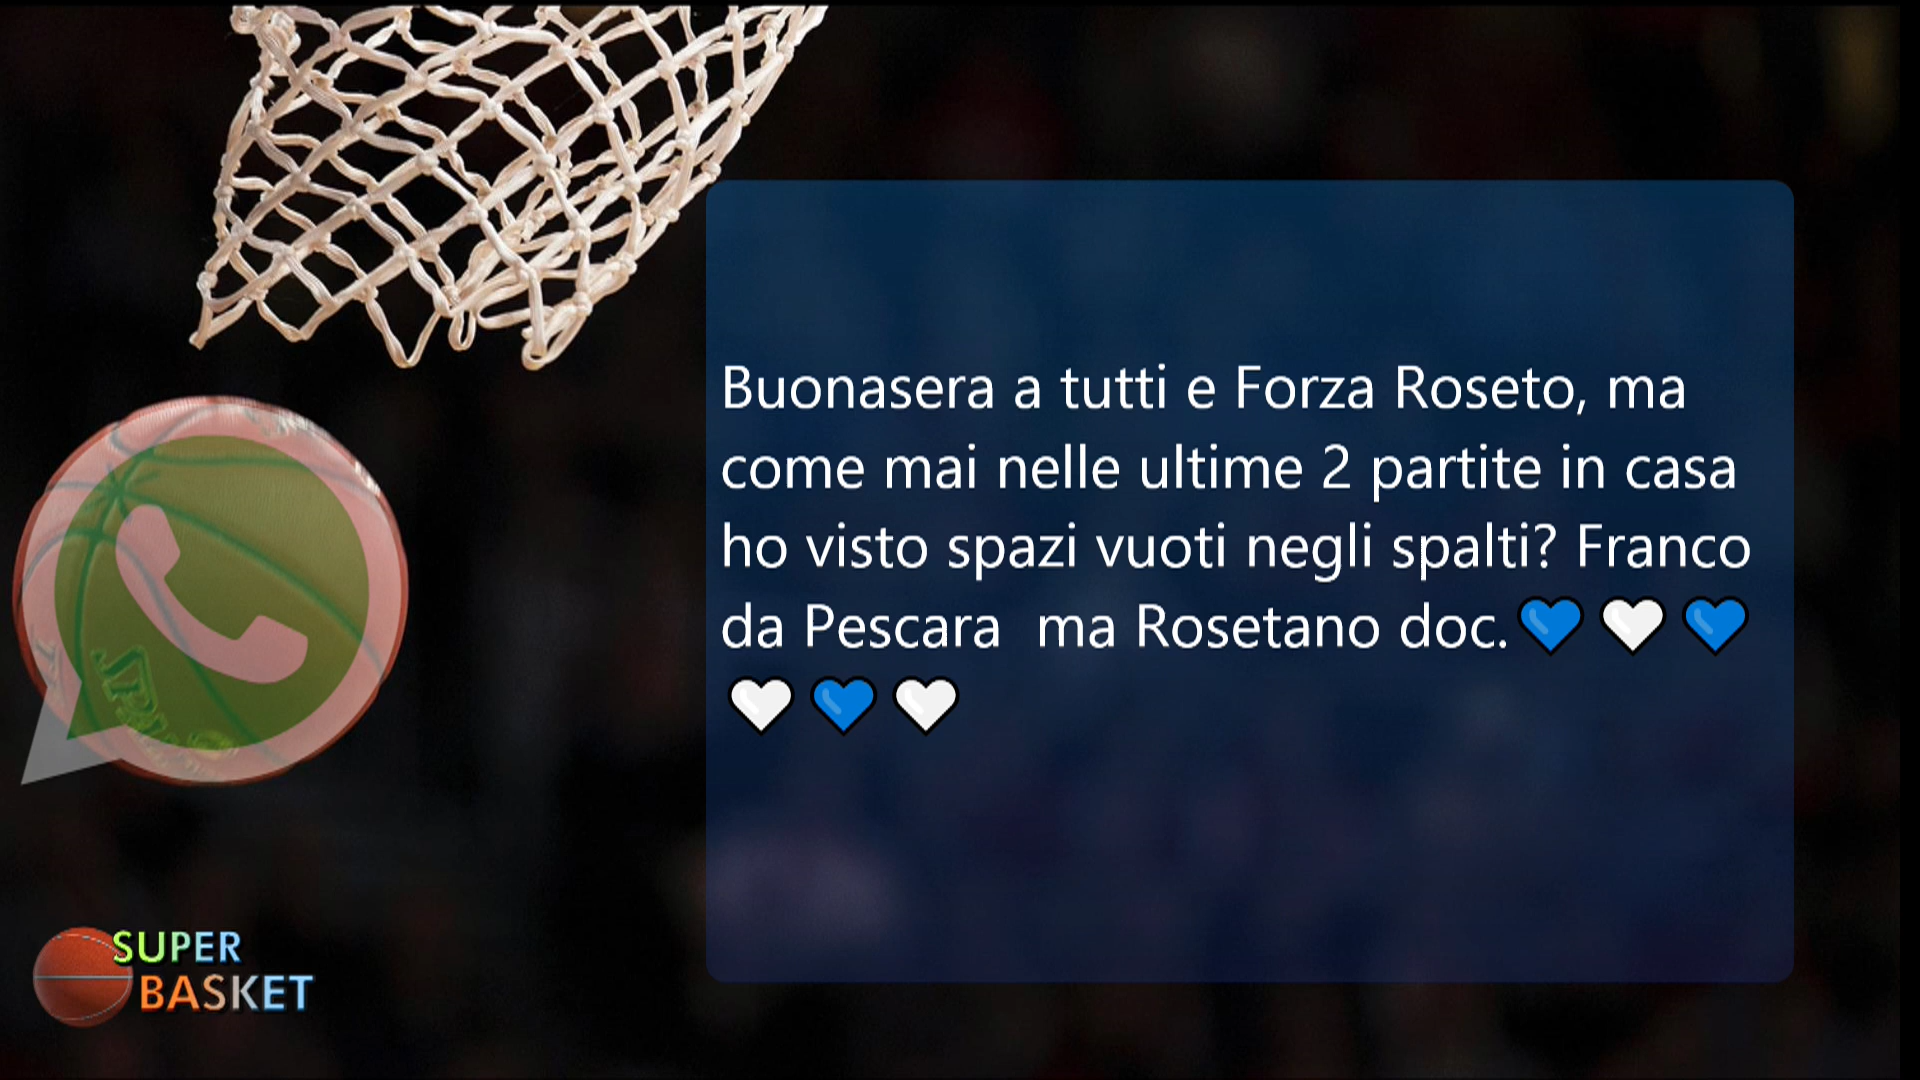 Buonasera a tutti e Forza Roseto, ma
come mai nelle ultime 2 partite in casa
ho visto spazi vuoti negli spalti? Franco
da Pescara  ma Rosetano doc.💙🤍💙
🤍💙🤍
SUPER
BASKET